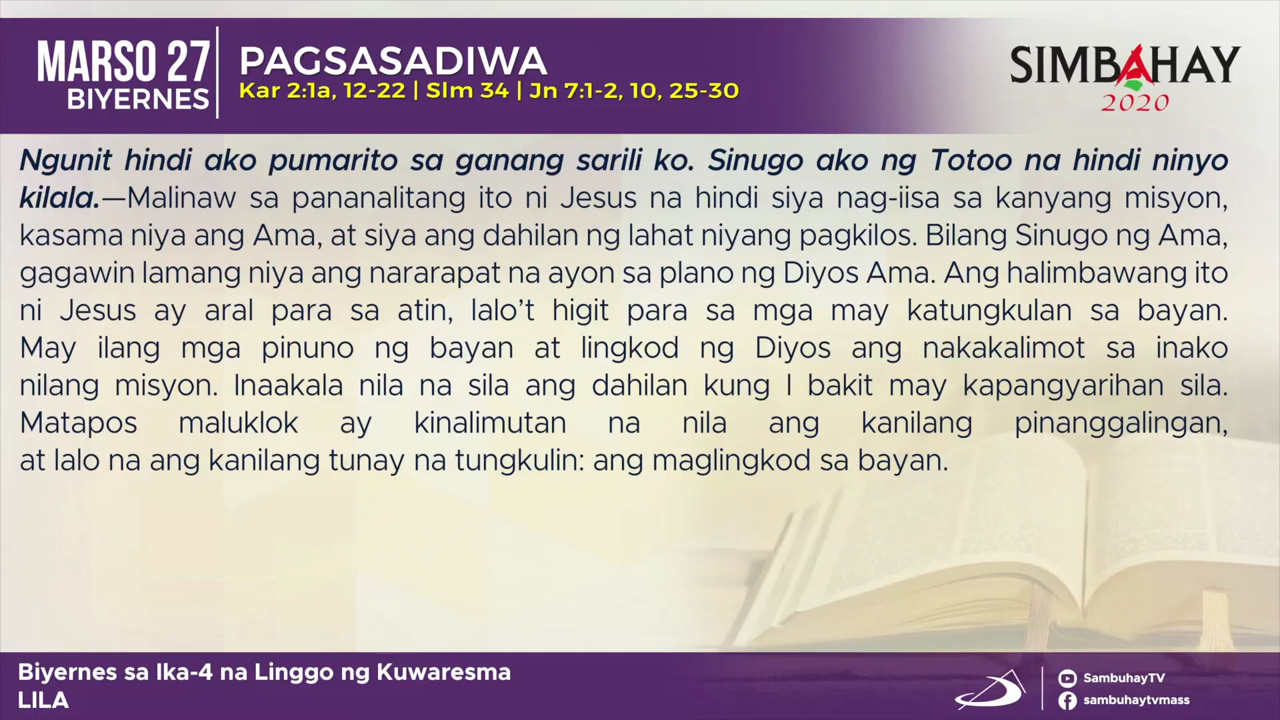 MARSO 27
BIYERNES
PAGSASADIWA
Kar 2:1a, 12-22 | Slm 34 | Jn 7:1-2, 10, 25-30
SIMBAHAY
2020
Ngunit hindi ako pumarito sa ganang sarili ko. Sinugo ako ng Totoo na hindi ninyo
kilala.—Malinaw sa pananalitang ito ni Jesus na hindi siya nag-iisa sa kanyang misyon,
kasama niya ang Ama, at siya ang dahilan ng lahat niyang pagkilos. Bilang Sinugo ng Ama,
gagawin lamang niya ang nararapat na ayon sa plano ng Diyos Ama. Ang halimbawang ito
ni Jesus ay aral para sa atin, lalo’t higit para sa mga may katungkulan sa bayan.
May ilang mga pinuno ng bayan at lingkod ng Diyos ang nakakalimot sa inako
nilang misyon. Inaakala nila na sila ang dahilan kung I bakit may kapangyarihan sila.
Matapos maluklok ay kinalimutan na nila ang kanilang pinanggalingan,
at lalo na ang kanilang tunay na tungkulin: ang maglingkod sa bayan.
Biyernes sa Ika-4 na Linggo ng Kuwaresma
LILA
SambuhayTV
sambuhaytvmass